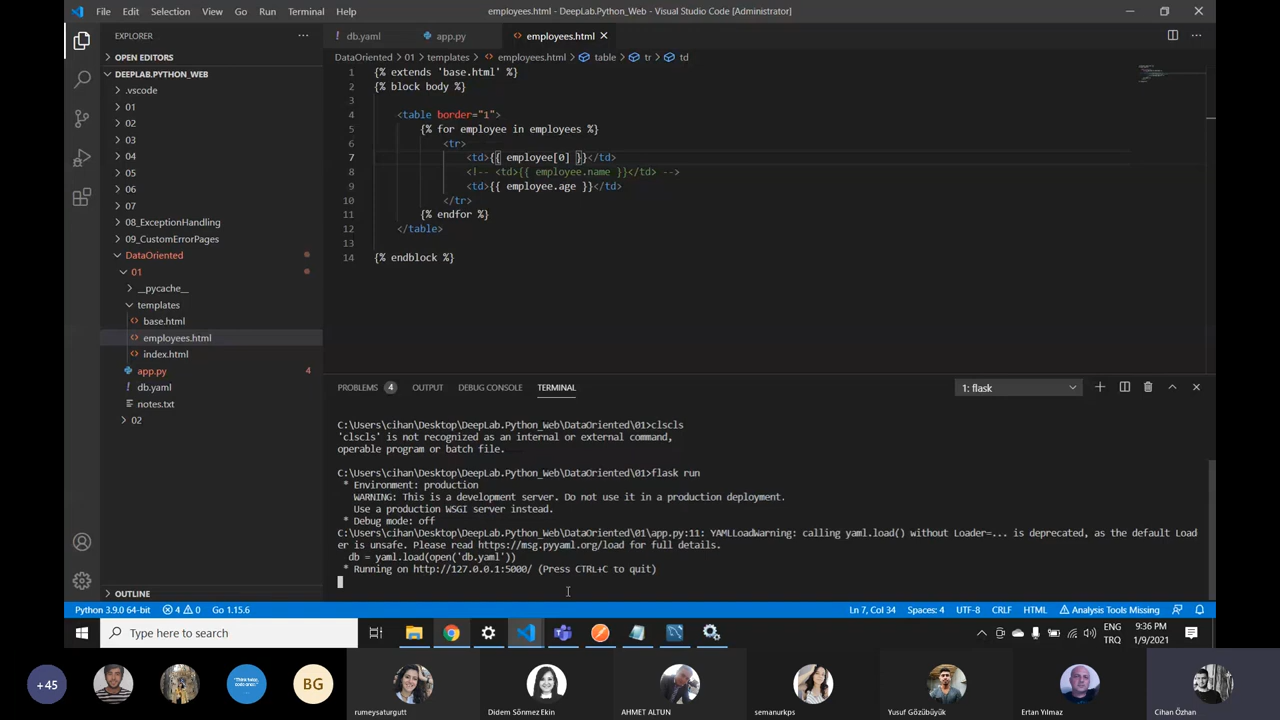 File Edit Selection View Go Run Terminal Help
employees.html - DeepLab.Python_Web - Visual Studio Code [Administrator]
EXPLORER
OPEN EDITORS
DEEPLAB.PYTHON_WEB
.vscode
01
02
03
04
05
06
07
08_ExceptionHandling
09_CustomErrorPages
DataOriented
01
__pycache__
templates
base.html
employees.html
index.html
app.py 4
db.yaml
notes.txt
02
OUTLINE
db.yaml app.py employees.html
DataOriented > 01 > templates > employees.html > table > tr > td
1 {% extends 'base.html' %}
2 {% block body %}
3
4 <table border="1">
5 {% for employee in employees %}
6 <tr>
7 <td>{{ employee[0] }}</td>
8 <!-- <td>{{ employee.name }}</td> -->
9 <td>{{ employee.age }}</td>
10 </tr>
11 {% endfor %}
12 </table>
13
14 {% endblock %}
PROBLEMS 4 OUTPUT DEBUG CONSOLE TERMINAL
1: flask
C:\Users\cihan\Desktop\DeepLab.Python_Web\DataOriented\01>clscls
'clscls' is not recognized as an internal or external command,
operable program or batch file.
C:\Users\cihan\Desktop\DeepLab.Python_Web\DataOriented\01>flask run
* Environment: production
WARNING: This is a development server. Do not use it in a production deployment.
Use a production WSGI server instead.
* Debug mode: off
C:\Users\cihan\Desktop\DeepLab.Python_Web\DataOriented\01\app.py:11: YAMLLoadWarning: calling yaml.load() without Loader=... is deprecated, as the default Load
er is unsafe. Please read https://msg.pyyaml.org/load for full details.
db = yaml.load(open('db.yaml'))
* Running on http://127.0.0.1:5000/ (Press CTRL+C to quit)
Python 3.9.0 64-bit 4 0 Go 1.15.6
Ln 7, Col 34 Spaces: 4 UTF-8 CRLF HTML Analysis Tools Missing
Type here to search
ENG
TRQ
9:36 PM
1/9/2021
+45
BG
rumeysaturgutt
Didem Sönmez Ekin
AHMET ALTUN
semanurkps
Yusuf Gözübüyük
Ertan Yılmaz
Cihan Özhan